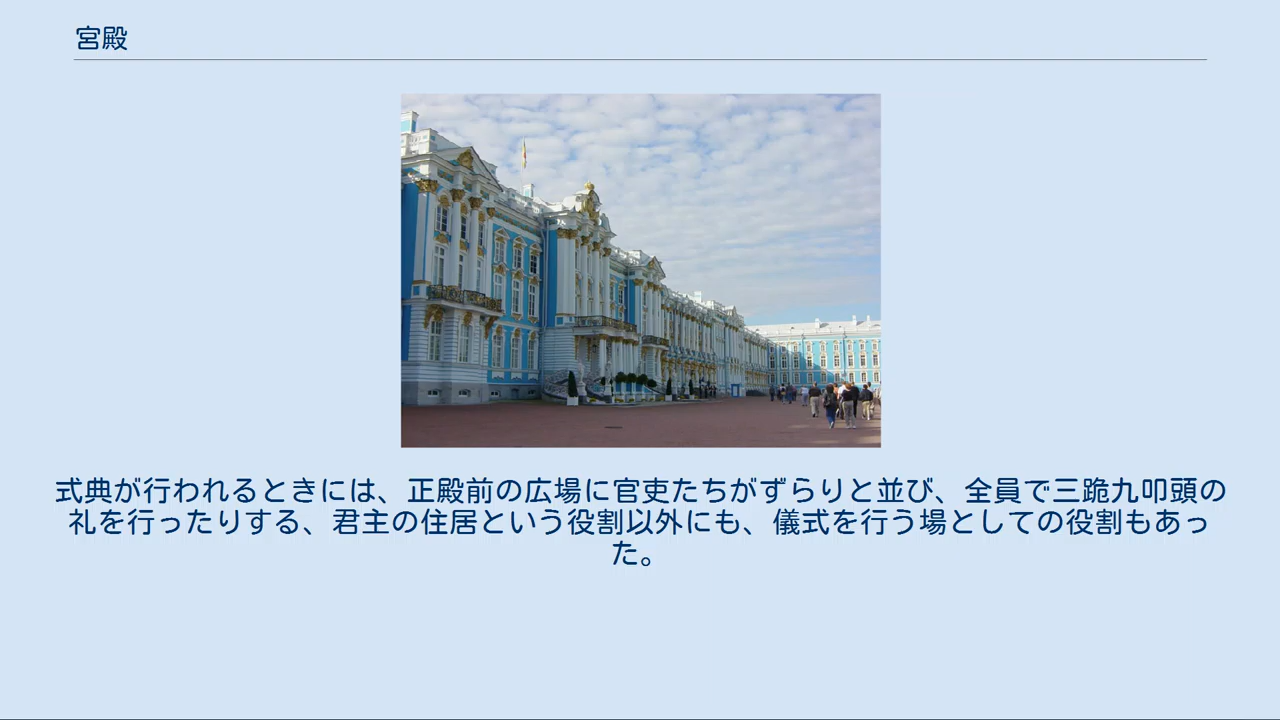 宮殿
式典が行われるときには、正殿前の広場に官吏たちがずらりと並び、全員で三跪九叩頭の
礼を行ったりする、君主の住居という役割以外にも、儀式を行う場としての役割もあっ
た。